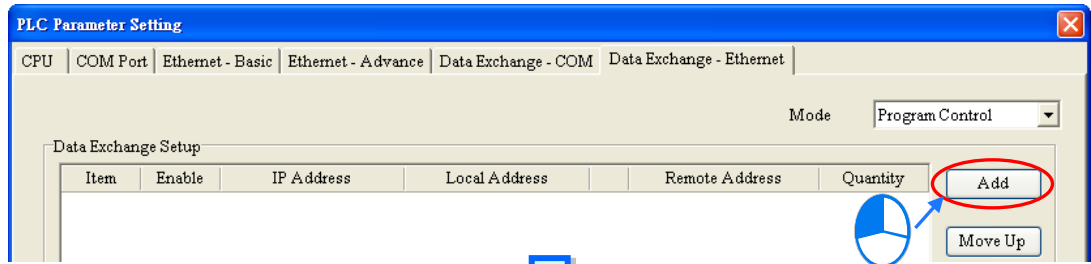 PLC Parameter Setting
CPU COM Port Ethernet - Basic Ethernet - Advance Data Exchange - COM Data Exchange - Ethernet
Mode Program Control
Data Exchange Setup
Item Enable IP Address Local Address Remote Address Quantity Add
Move Up